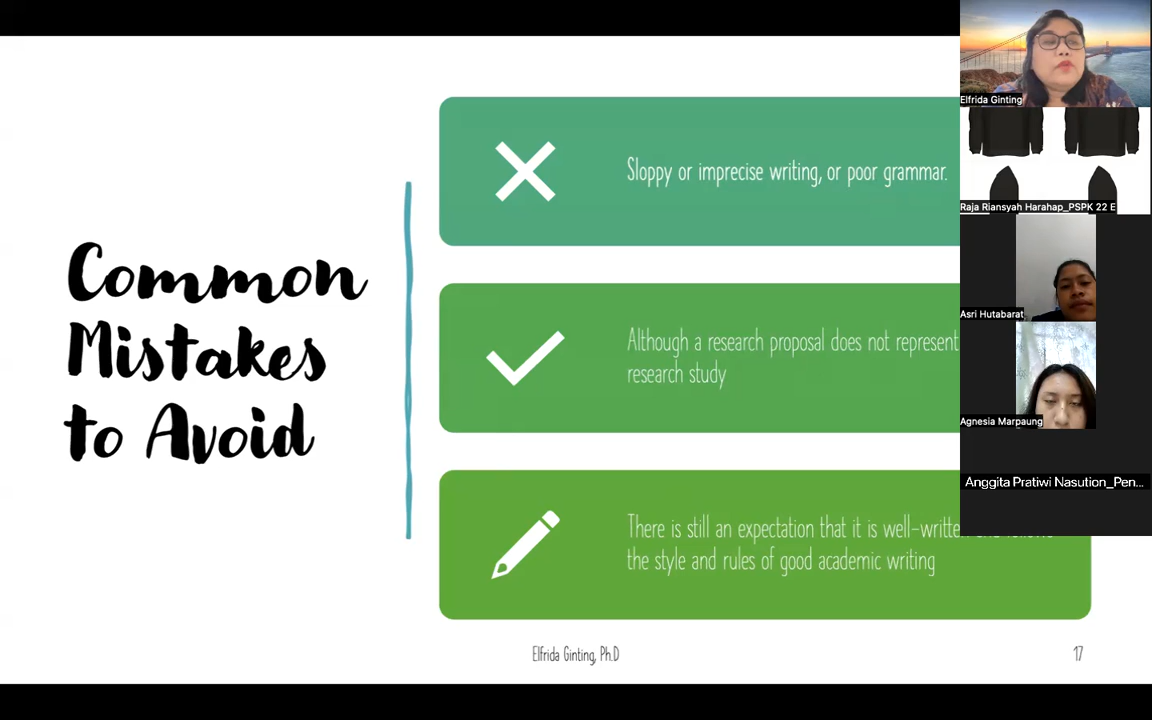 Common
Mistakes
to Avoid
Sloppy or imprecise writing, or poor grammar.
Although a research proposal does not represent
research study
There is still an expectation that it is well-written
the style and rules of good academic writing
Elfrida Ginting, Ph.D
17
Elfrida Ginting
Raja Riansyah Harahap_PSPK 22 E
Asri Hutabarat
Agnesia Marpaung
Anggita Pratiwi Nasution_Pen...